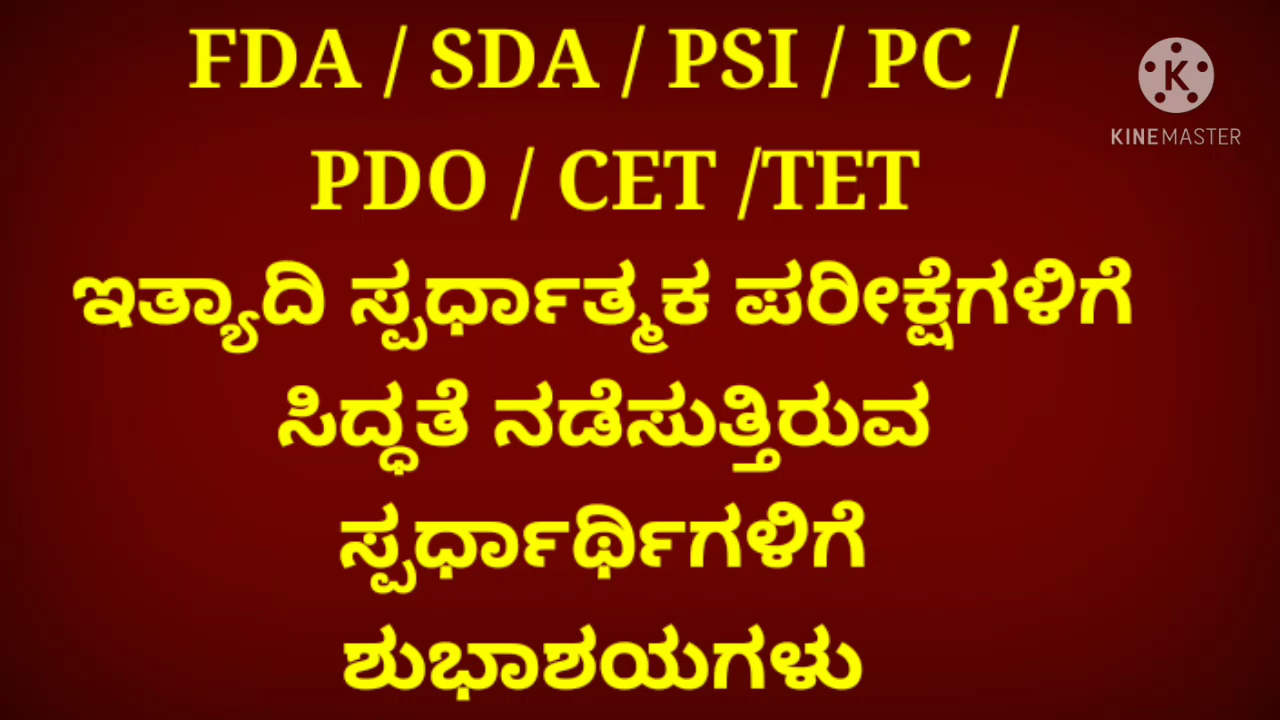 FDA / SDA / PSI / PC /
PDO / CET /TET
ಇತ್ಯಾದಿ ಸ್ಪರ್ಧಾತ್ಮಕ ಪರೀಕ್ಷೆಗಳಿಗೆ
ಸಿದ್ಧತೆ ನಡೆಸುತ್ತಿರುವ
ಸ್ಪರ್ಧಾರ್ಥಿಗಳಿಗೆ
ಶುಭಾಶಯಗಳು
K
KINEMASTER